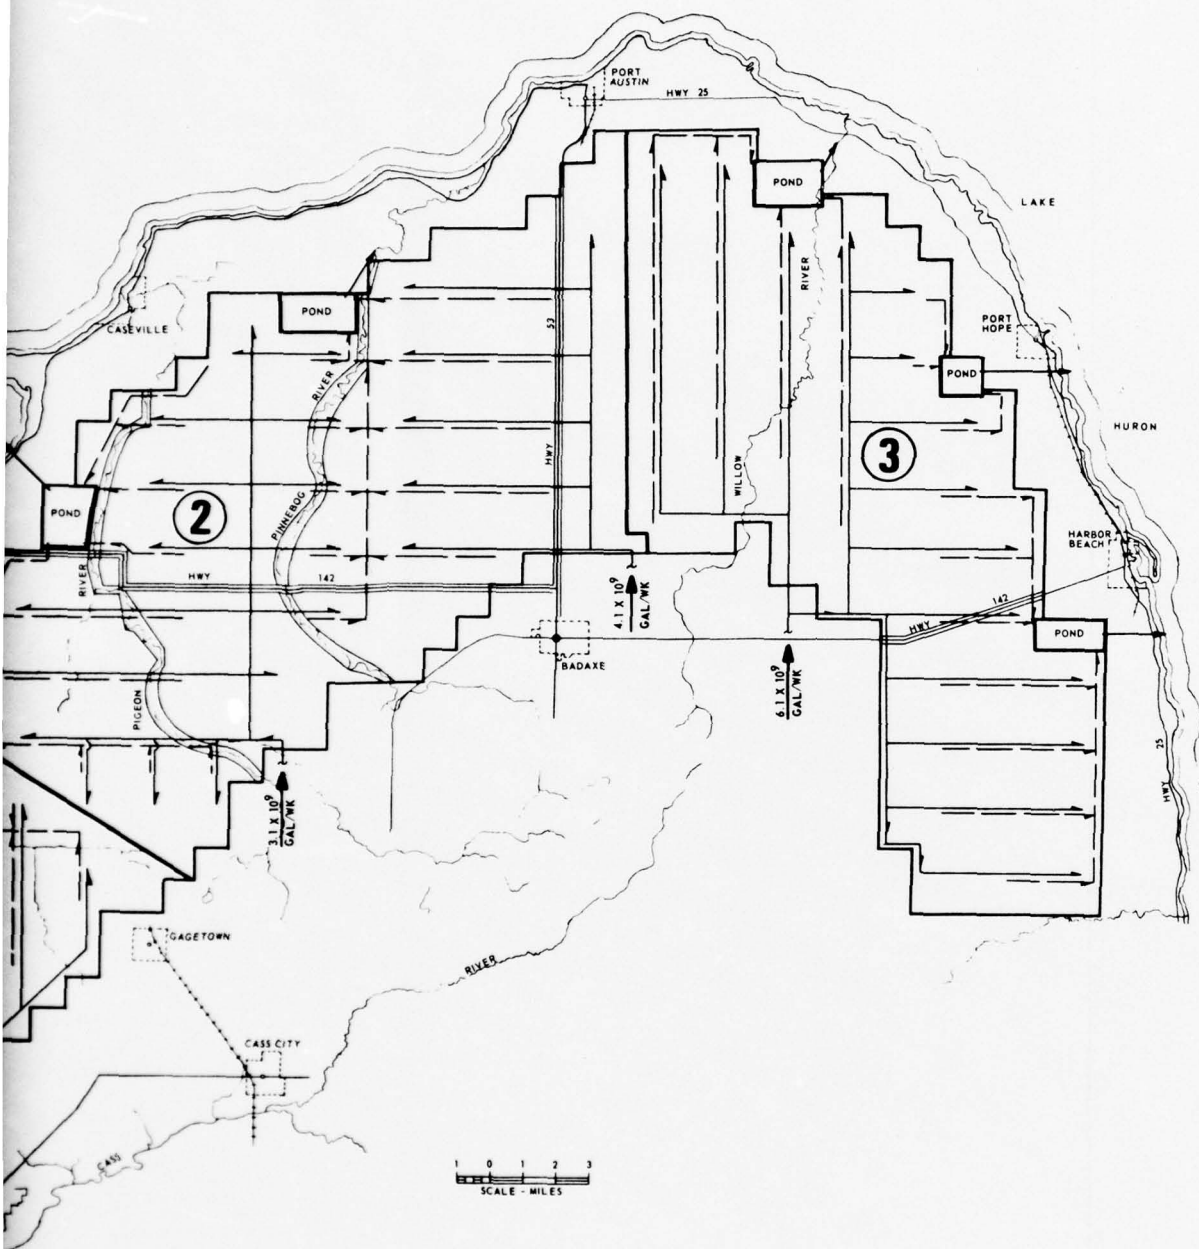 PORT
AUSTIN
HWY 25
POND
LAKE
RIVER
POND
CASEVILLE
53
PORT
HOPE
RIVER
POND
HURON
HWY
3
WILLOW
POND
2
PINNEBOG
HARBOR
BEACH
RIVER
HWY 142
4.1 X 10⁹
GAL/WK
HWY 142
POND
BADAXE
6.1 X 10⁹
GAL/WK
PIGEON
25
HWY
3.1 X 10⁹
GAL/WK
GAGETOWN
RIVER
CASS CITY
CASS
1 0 1 2 3
SCALE - MILES